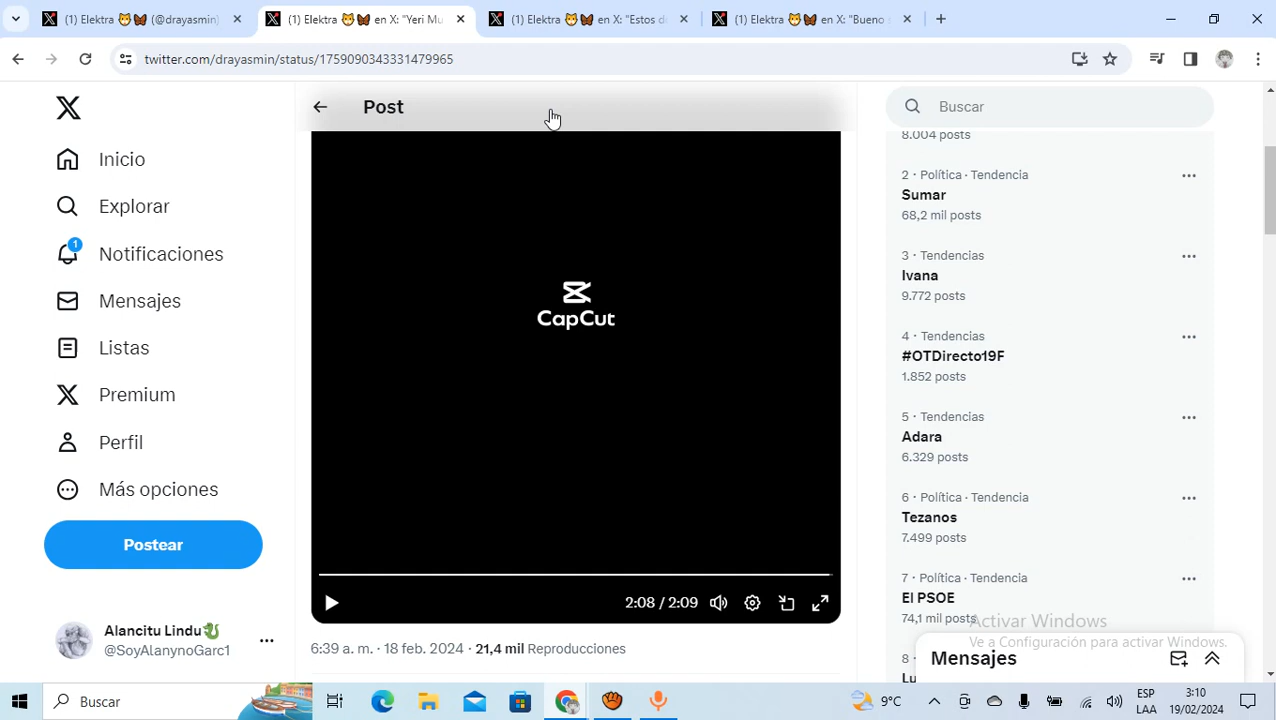 (1) Elektra 🐯🦋 (@drayasmin)
(1) Elektra 🐯🦋 en X: "Yeri Mu
(1) Elektra 🐯🦋 en X: "Estos d
(1) Elektra 🐯🦋 en X: "Bueno s
twitter.com/drayasmin/status/1759090343331479965
Post
Buscar
Inicio
Explorar
1
Notificaciones
Mensajes
Listas
Premium
Perfil
Más opciones
Postear
Alancitu Lindu🐉
@SoyAlanynoGarc1
CapCut
2:08 / 2:09
6:39 a. m. · 18 feb. 2024 · 21,4 mil Reproducciones
8.004 posts
2 · Política · Tendencia
Sumar
68,2 mil posts
3 · Tendencias
Ivana
9.772 posts
4 · Tendencias
#OTDirecto19F
1.852 posts
5 · Tendencias
Adara
6.329 posts
6 · Política · Tendencia
Tezanos
7.499 posts
7 · Política · Tendencia
El PSOE
74,1 mil posts
8 ·
Lu
Activar Windows
Ve a Configuración para activar Windows.
Mensajes
Buscar
9°C
ESP
LAA
3:10
19/02/2024